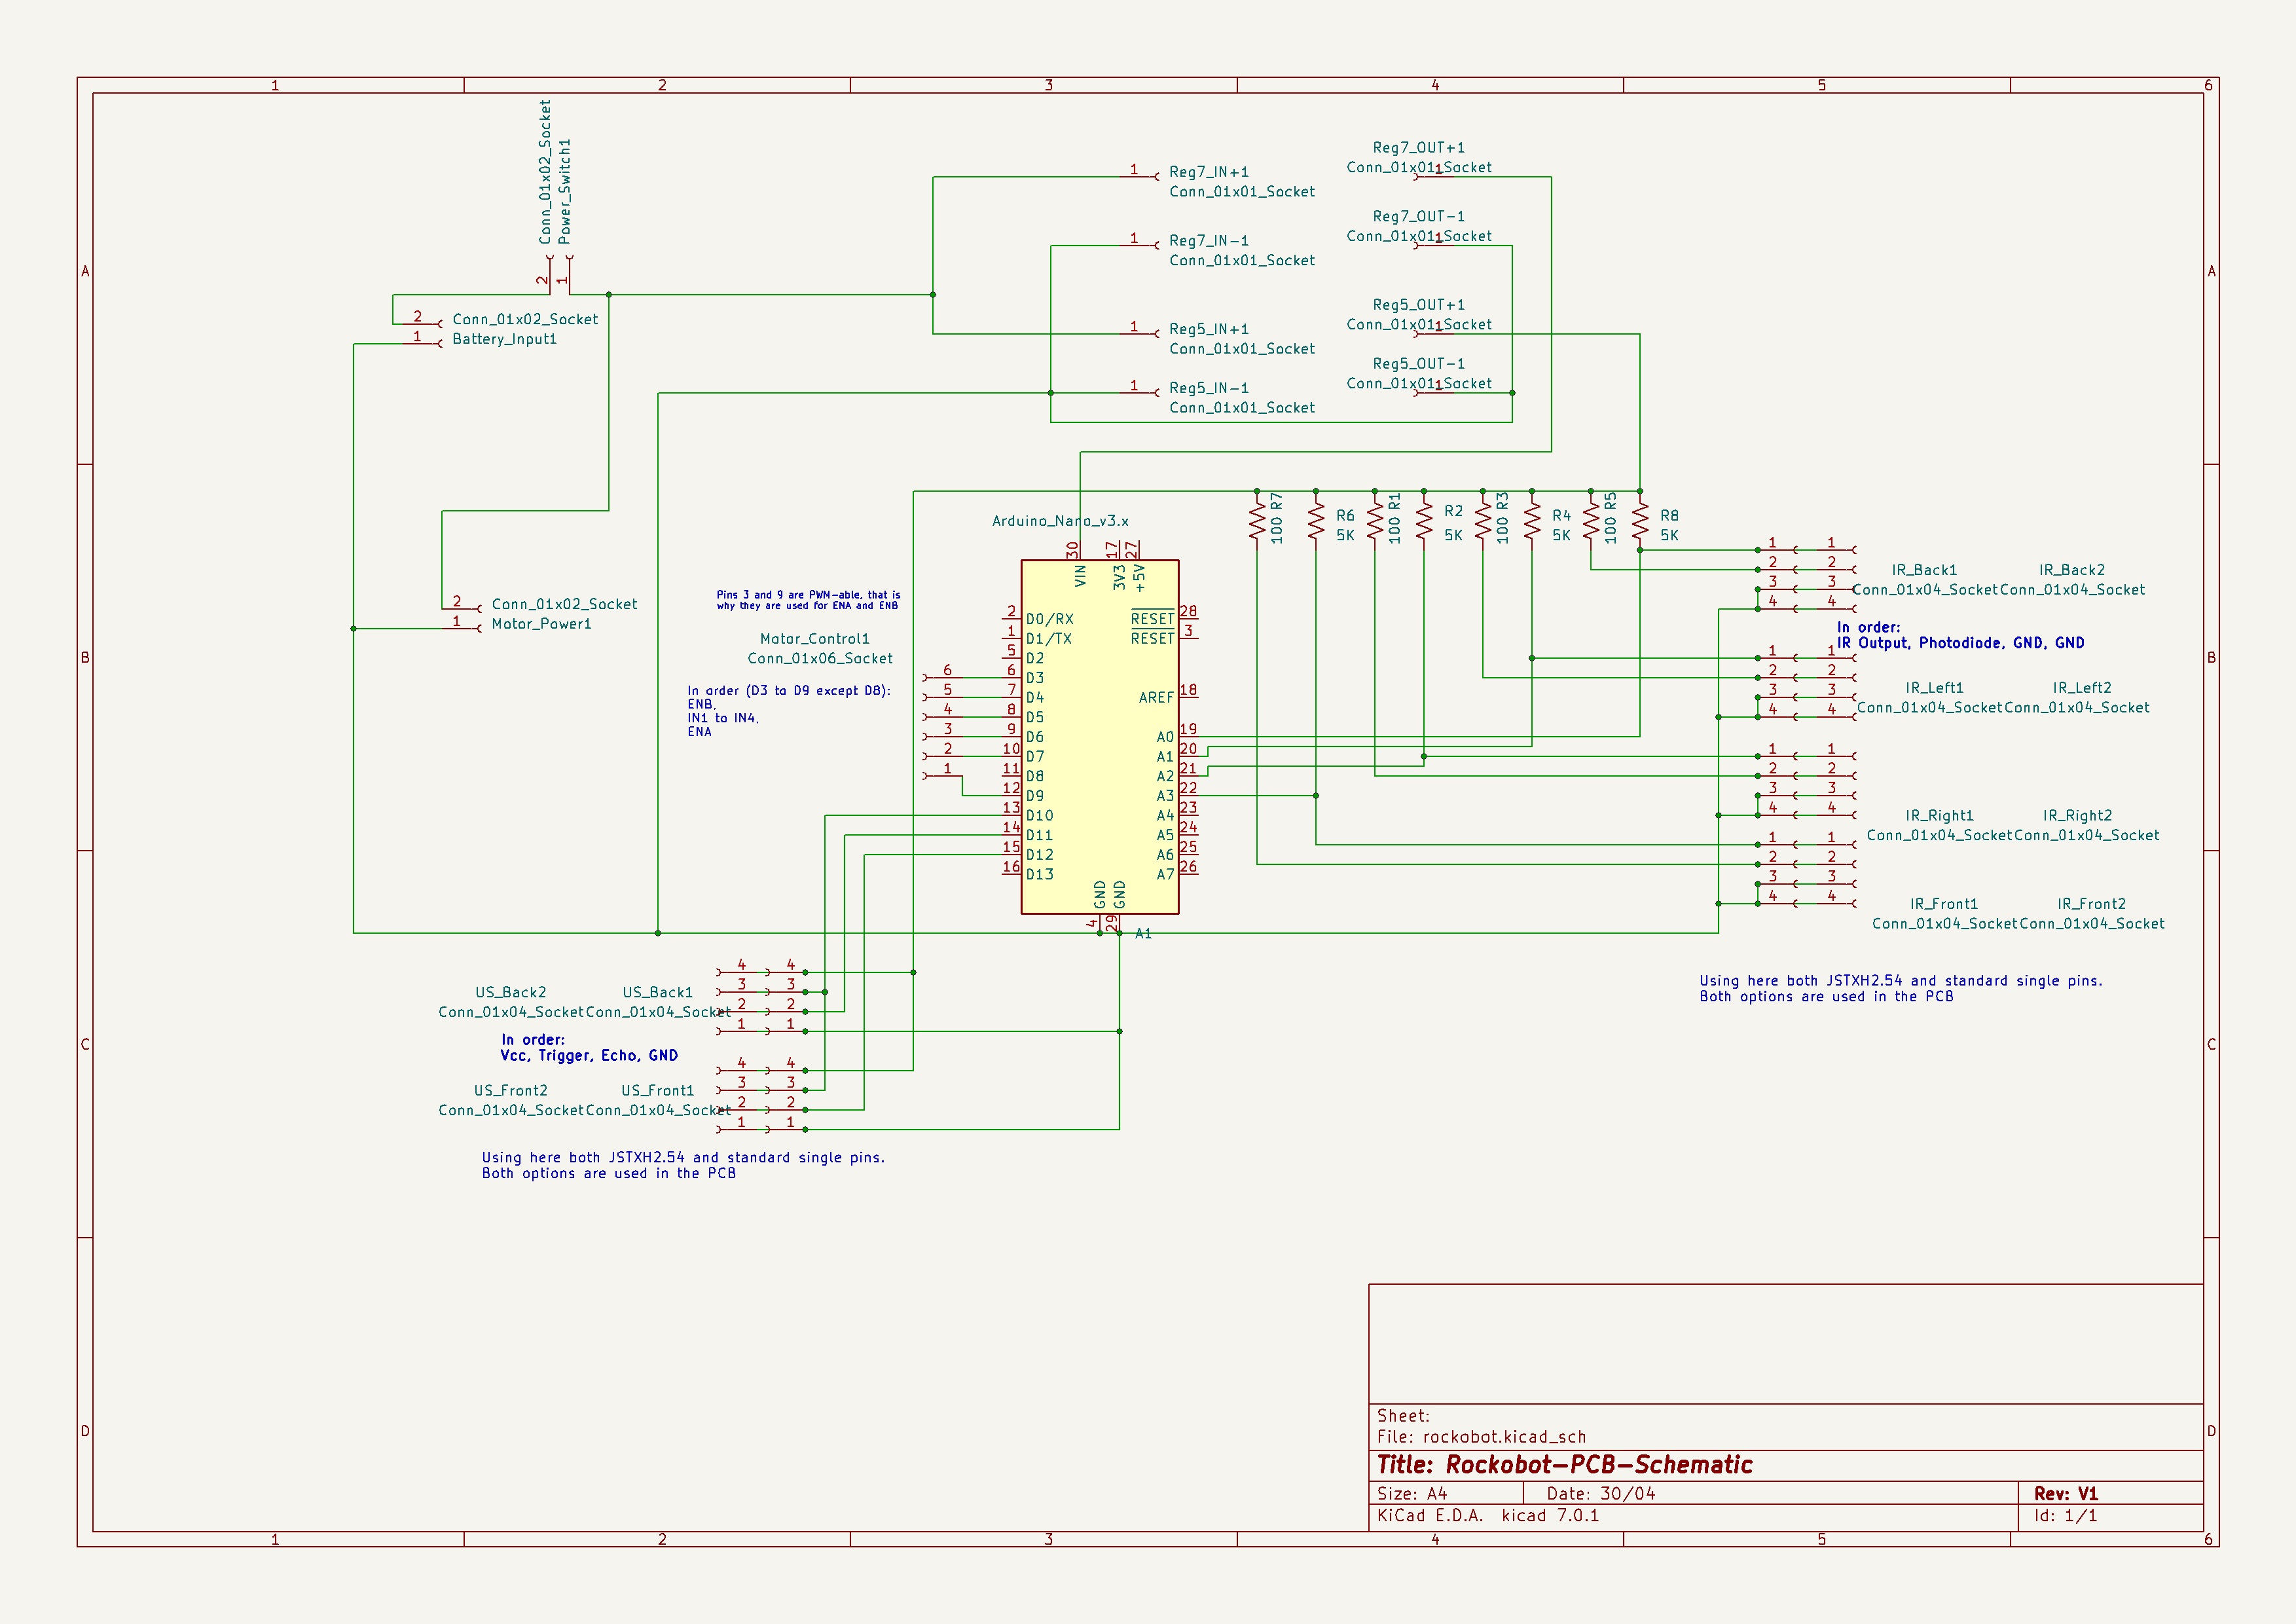 1 2 3 4 5 6
A
B
C
D
A
B
C
D
1 2 3 4 5 6
Conn_01x02_Socket
Power_Switch1
2 1
2 Conn_01x02_Socket
1 Battery_Input1
1 Reg7_IN+1
Conn_01x01_Socket
1 Reg7_IN-1
Conn_01x01_Socket
1 Reg5_IN+1
Conn_01x01_Socket
1 Reg5_IN-1
Conn_01x01_Socket
Reg7_OUT+1
Conn_01x01_Socket
1
Reg7_OUT-1
Conn_01x01_Socket
1
Reg5_OUT+1
Conn_01x01_Socket
1
Reg5_OUT-1
Conn_01x01_Socket
1
2 Conn_01x02_Socket
1 Motor_Power1
100 R7
R6
5K
100 R1
R2
5K
100 R3
R4
5K
100 R5
R8
5K
Arduino_Nano_v3.x
30 17 27
VIN 3V3 +5V
2 D0/RX
1 D1/TX
5 D2
6 D3
7 D4
8 D5
9 D6
10 D7
11 D8
12 D9
13 D10
14 D11
15 D12
16 D13
RESET 28
RESET 3
AREF 18
A0 19
A1 20
A2 21
A3 22
A4 23
A5 24
A6 25
A7 26
GND GND
4 29
A1
Pins 3 and 9 are PWM-able, that is
why they are used for ENA and ENB
Motor_Control1
Conn_01x06_Socket
6
5
4
3
2
1
In order (D3 to D9 except D8):
ENB,
IN1 to IN4,
ENA
1 1
2 2
3 3
4 4
IR_Back1 IR_Back2
Conn_01x04_Socket Conn_01x04_Socket
In order:
IR Output, Photodiode, GND, GND
1 1
2 2
3 3
4 4
IR_Left1 IR_Left2
Conn_01x04_Socket Conn_01x04_Socket
1 1
2 2
3 3
4 4
IR_Right1 IR_Right2
Conn_01x04_Socket Conn_01x04_Socket
1 1
2 2
3 3
4 4
IR_Front1 IR_Front2
Conn_01x04_Socket Conn_01x04_Socket
Using here both JSTXH2.54 and standard single pins.
Both options are used in the PCB
4 4
3 3
2 2
1 1
US_Back2 US_Back1
Conn_01x04_Socket Conn_01x04_Socket
In order:
Vcc, Trigger, Echo, GND
4 4
3 3
2 2
1 1
US_Front2 US_Front1
Conn_01x04_Socket Conn_01x04_Socket
Using here both JSTXH2.54 and standard single pins.
Both options are used in the PCB
Sheet:
File: rockobot.kicad_sch
Title: Rockobot-PCB-Schematic
Size: A4 Date: 30/04 Rev: V1
KiCad E.D.A. kicad 7.0.1 Id: 1/1